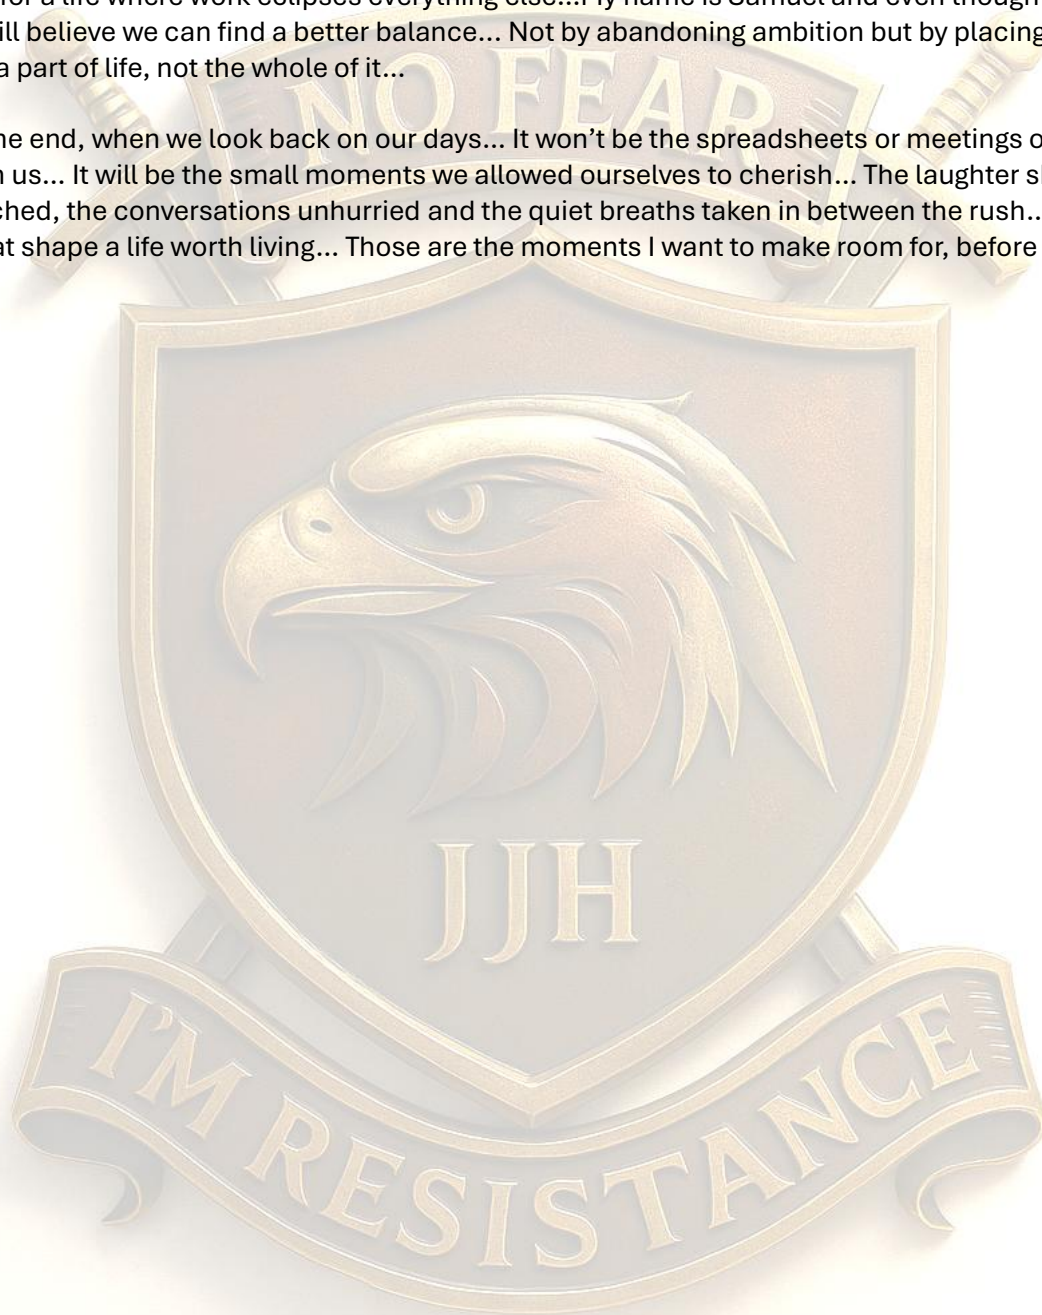 for a life where work eclipses everything else...My name is Samuel and even though
ill believe we can find a better balance... Not by abandoning ambition but by placing
a part of life, not the whole of it...
he end, when we look back on our days... It won't be the spreadsheets or meetings o
n us... It will be the small moments we allowed ourselves to cherish... The laughter s
ched, the conversations unhurried and the quiet breaths taken in between the rush...
at shape a life worth living... Those are the moments I want to make room for, before
NO FEAR
JJH
I'M RESISTANCE